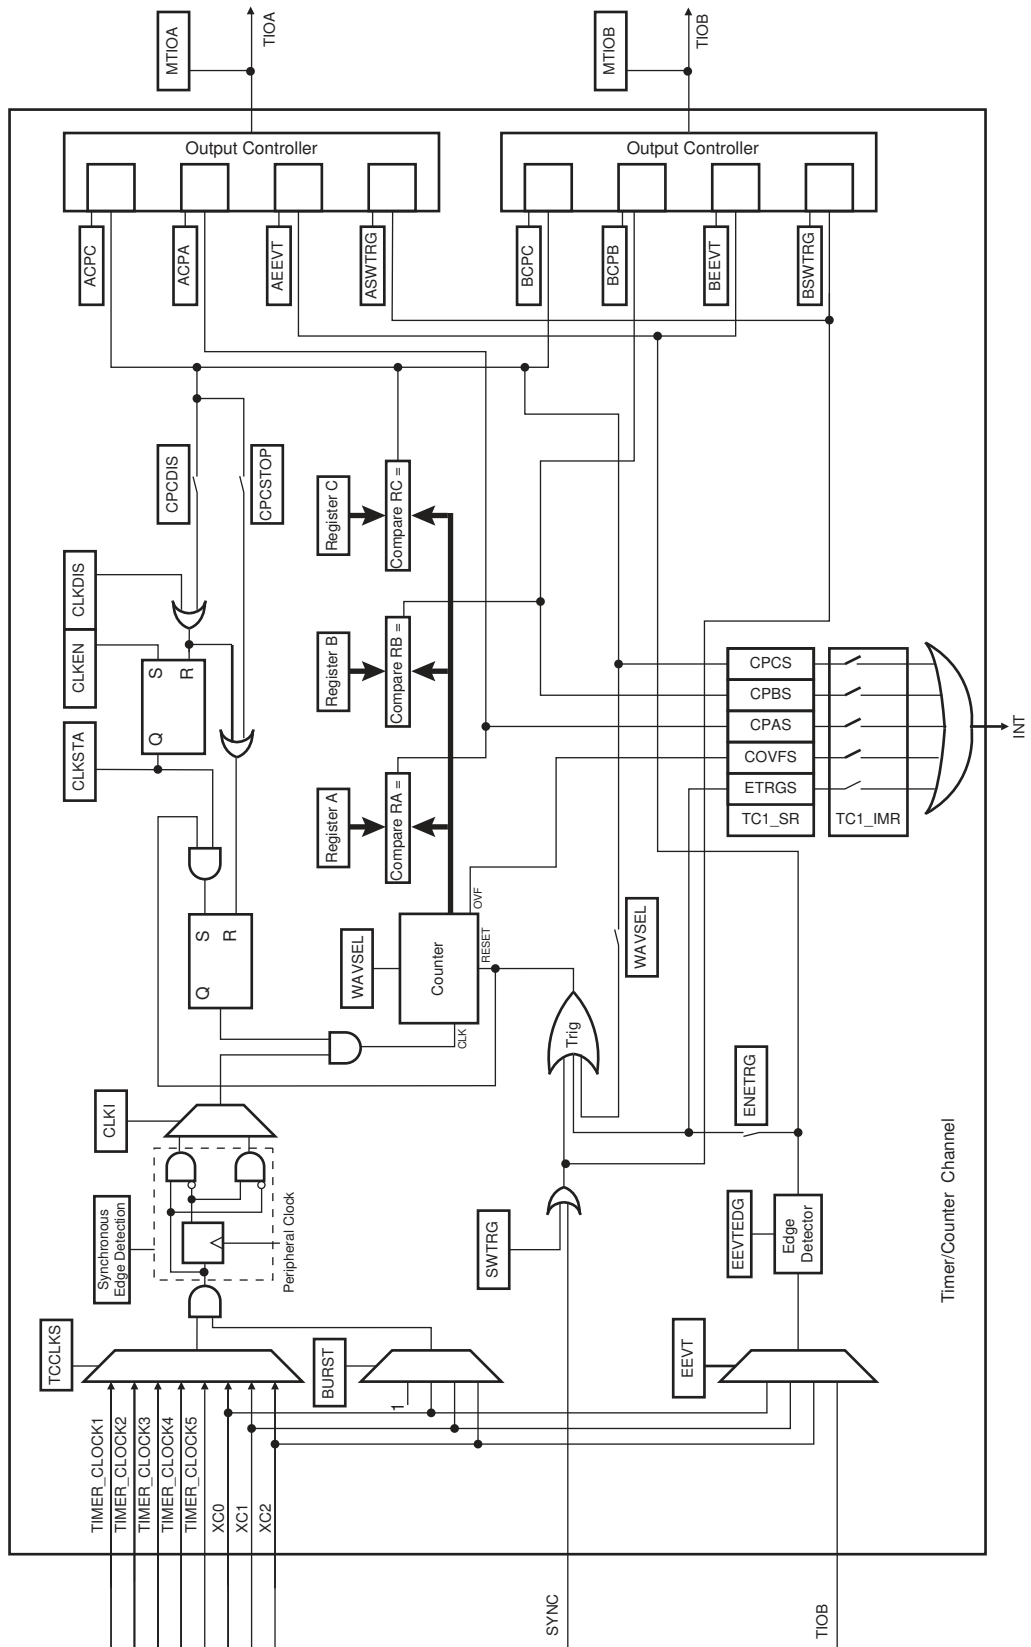 MTIOA
TIOA
MTIOB
TIOB
Output Controller
Output Controller
ACPC
ACPA
AEEVT
ASWTRG
BCPC
BCPB
BEEVT
BSWTRG
CPCDIS
CPCSTOP
CLKDIS
CLKEN
CLKSTA
S
R
Q
Register C
Compare RC =
Register B
Compare RB =
Register A
Compare RA =
CPCS
CPBS
CPAS
COVFS
ETRGS
TC1_SR
TC1_IMR
INT
S
R
Q
WAVSEL
Counter
OVF
RESET
CLK
WAVSEL
Trig
ENETRG
CLKI
Synchronous
Edge Detection
Peripheral Clock
SWTRG
EEVTEDG
Edge
Detector
Timer/Counter Channel
TCCLKS
BURST
1
EEVT
TIMER_CLOCK1
TIMER_CLOCK2
TIMER_CLOCK3
TIMER_CLOCK4
TIMER_CLOCK5
XC0
XC1
XC2
SYNC
TIOB